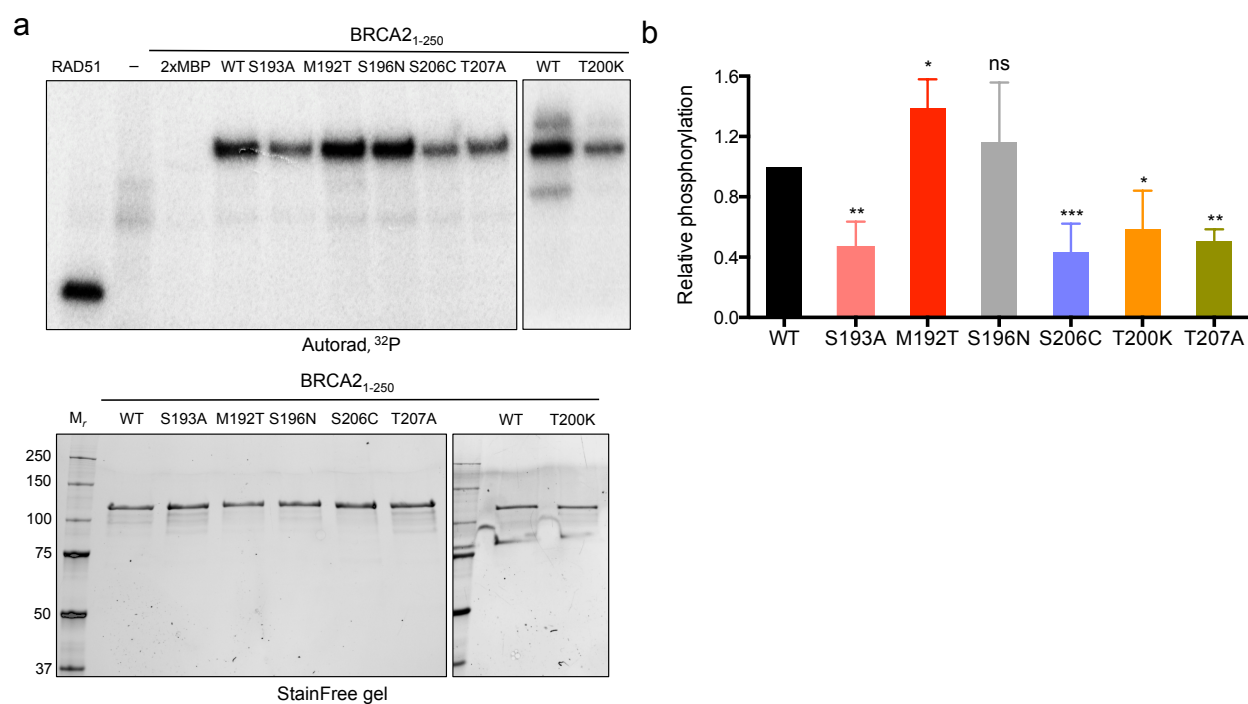 a
BRCA2₁₋₂₅₀
RAD51 – 2xMBP WT S193A M192T S196N S206C T207A WT T200K
Autorad, ³²P
BRCA2₁₋₂₅₀
Mᵣ WT S193A M192T S196N S206C T207A WT T200K
250
150
100
75
50
37
StainFree gel
b
Relative phosphorylation
1.6
1.2
0.8
0.4
0.0
** * ns *** * **
WT S193A M192T S196N S206C T200K T207A